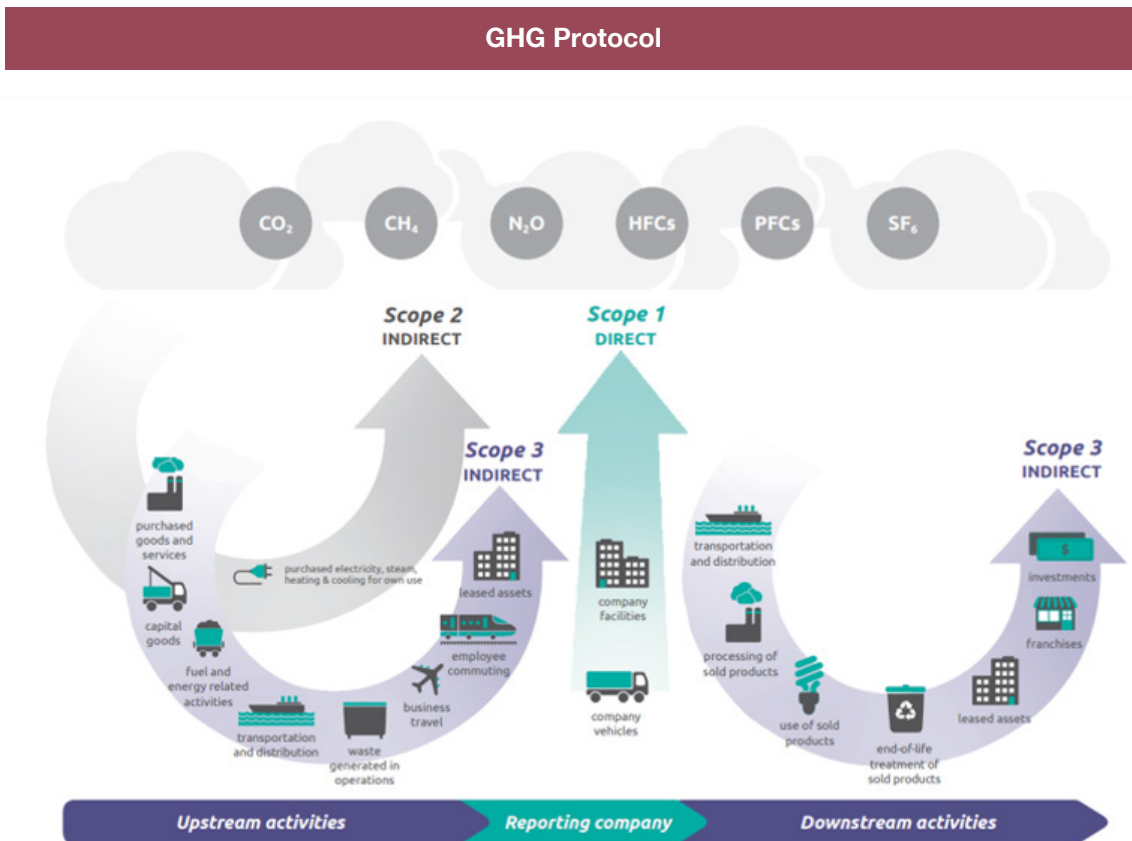 GHG Protocol
CO₂
CH₄
N₂O
HFCs
PFCs
SF₆
Scope 2
INDIRECT
Scope 1
DIRECT
Scope 3
INDIRECT
Scope 3
INDIRECT
purchased
goods and
services
capital
goods
fuel and
energy related
activities
transportation
and distribution
waste
generated in
operations
business
travel
employee
commuting
leased assets
purchased electricity, steam,
heating & cooling for own use
company
facilities
company
vehicles
transportation
and distribution
processing of
sold products
use of sold
products
end-of-life
treatment of
sold products
leased assets
franchises
$
investments
Upstream activities
Reporting company
Downstream activities